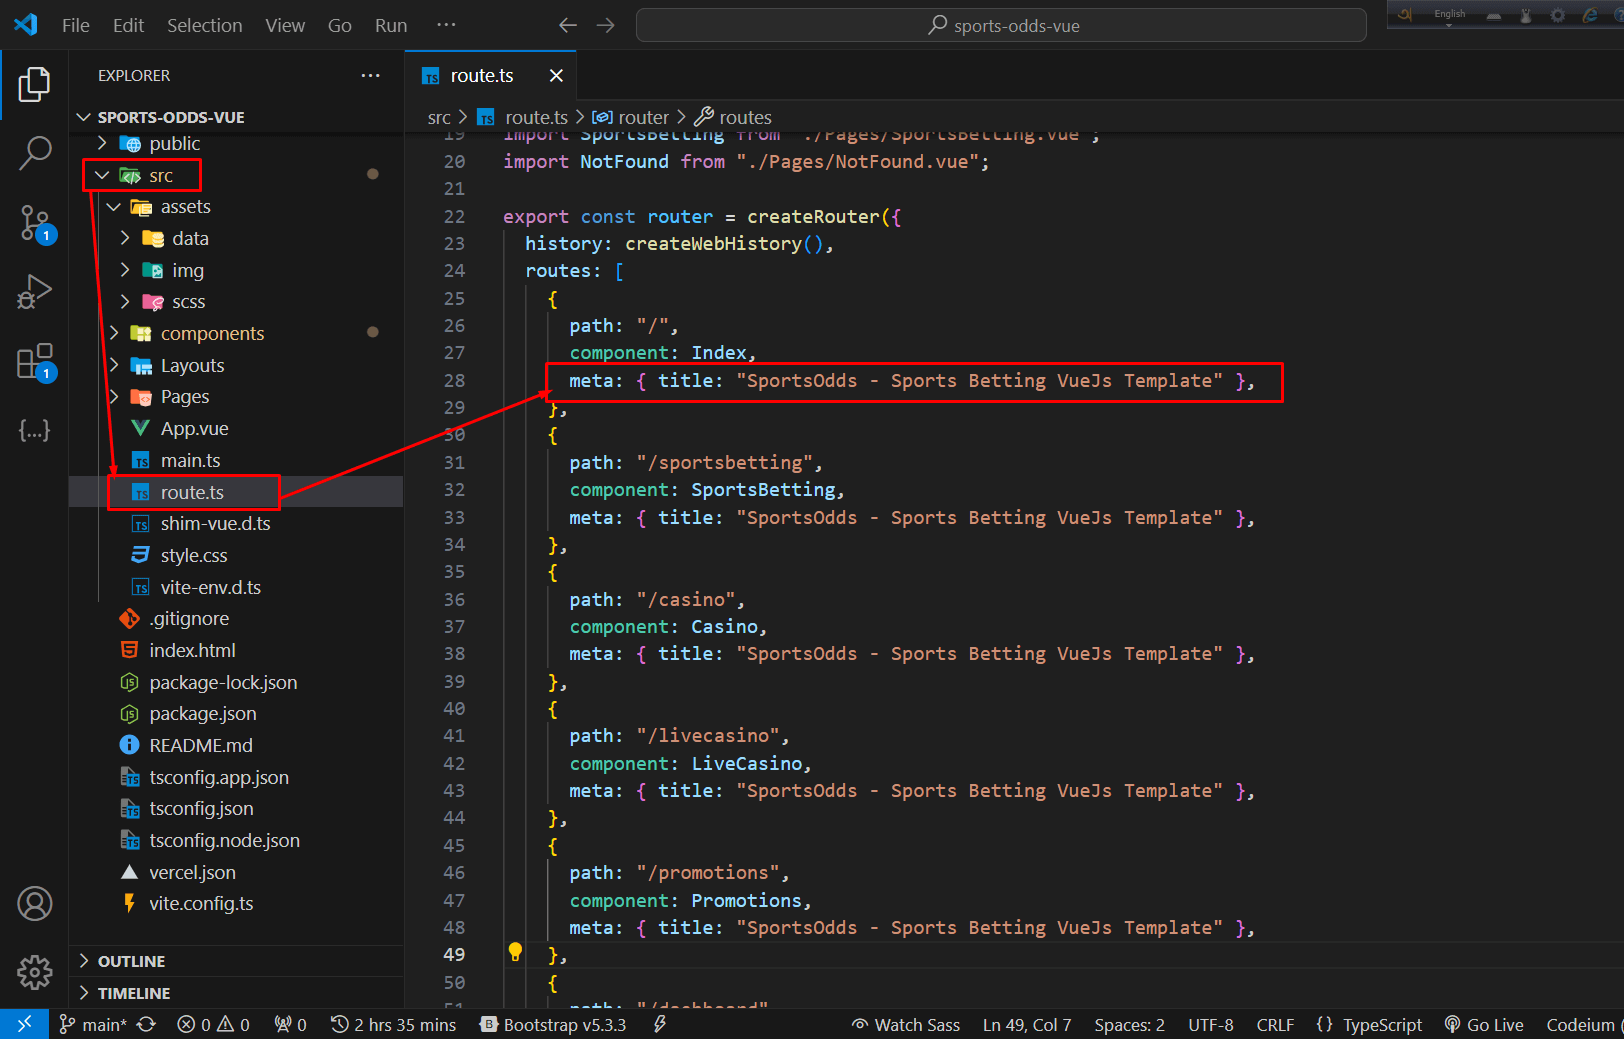 File Edit Selection View Go Run ···
sports-odds-vue
English
EXPLORER
route.ts
SPORTS-ODDS-VUE
src > route.ts > router > routes
public
src
assets
data
img
scss
components
Layouts
Pages
App.vue
main.ts
route.ts
shim-vue.d.ts
style.css
vite-env.d.ts
.gitignore
index.html
package-lock.json
package.json
README.md
tsconfig.app.json
tsconfig.json
tsconfig.node.json
vercel.json
vite.config.ts
OUTLINE
TIMELINE
1
1
19 import SportsBetting from "./Pages/SportsBetting.vue";
20 import NotFound from "./Pages/NotFound.vue";
21
22 export const router = createRouter({
23 history: createWebHistory(),
24 routes: [
25 {
26 path: "/",
27 component: Index,
28 meta: { title: "SportsOdds - Sports Betting VueJs Template" },
29 },
30 {
31 path: "/sportsbetting",
32 component: SportsBetting,
33 meta: { title: "SportsOdds - Sports Betting VueJs Template" },
34 },
35 {
36 path: "/casino",
37 component: Casino,
38 meta: { title: "SportsOdds - Sports Betting VueJs Template" },
39 },
40 {
41 path: "/livecasino",
42 component: LiveCasino,
43 meta: { title: "SportsOdds - Sports Betting VueJs Template" },
44 },
45 {
46 path: "/promotions",
47 component: Promotions,
48 meta: { title: "SportsOdds - Sports Betting VueJs Template" },
49 },
50 {
51 path: "/dashboard"
main* 0 0 0 2 hrs 35 mins Bootstrap v5.3.3 Watch Sass Ln 49, Col 7 Spaces: 2 UTF-8 CRLF {} TypeScript Go Live Codeium (